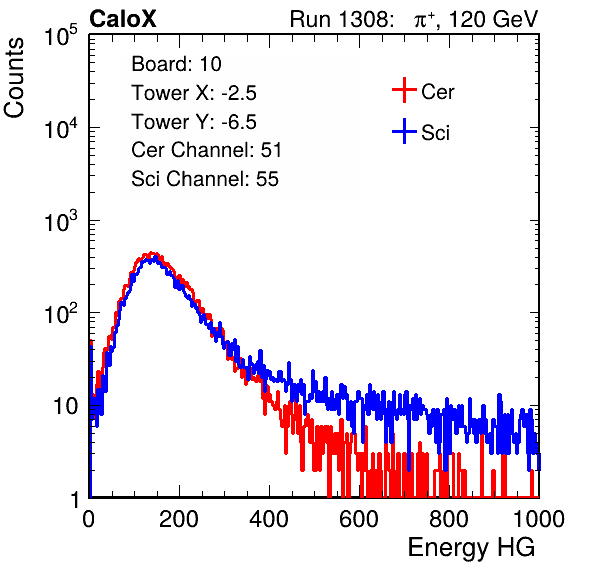 CaloX Run 1308: π⁺, 120 GeV
Counts
Board: 10
Tower X: -2.5
Tower Y: -6.5
Cer Channel: 51
Sci Channel: 55
Cer
Sci
10⁵
10⁴
10³
10²
10
1
0 200 400 600 800 1000
Energy HG